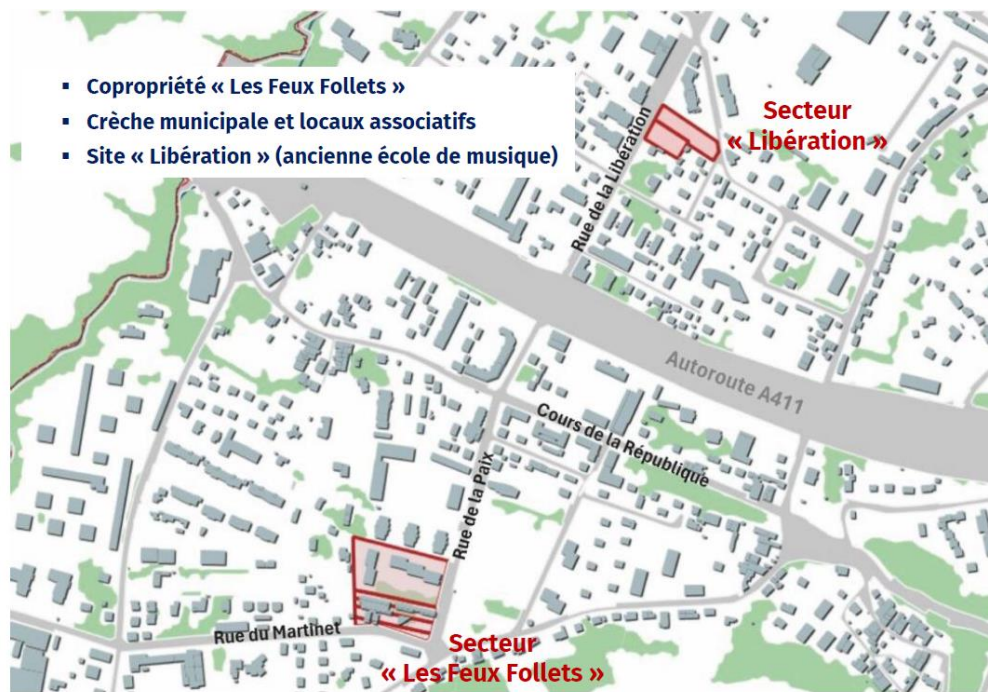 ▪ Copropriété « Les Feux Follets »
▪ Crèche municipale et locaux associatifs
▪ Site « Libération » (ancienne école de musique)
Secteur
« Libération »
Rue de la Libération
Autoroute A411
Cours de la République
Rue de la Paix
Rue du Martinet
Secteur
« Les Feux Follets »